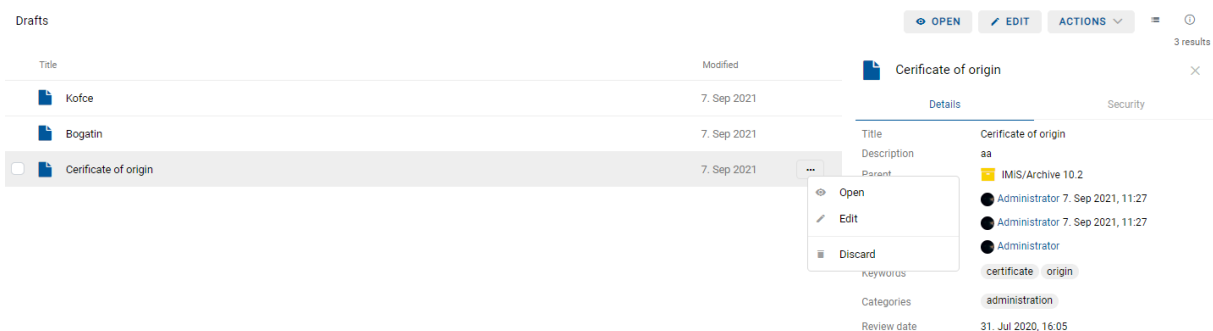 Drafts
OPEN
EDIT
ACTIONS
3 results
Title
Modified
Kofce
7. Sep 2021
Bogatin
7. Sep 2021
Cerificate of origin
7. Sep 2021
Open
Edit
Discard
Cerificate of origin
Details
Security
Title
Cerificate of origin
Description
aa
Parent
IMiS/Archive 10.2
Administrator 7. Sep 2021, 11:27
Administrator 7. Sep 2021, 11:27
Administrator
Keywords
certificate origin
Categories
administration
Review date
31. Jul 2020, 16:05